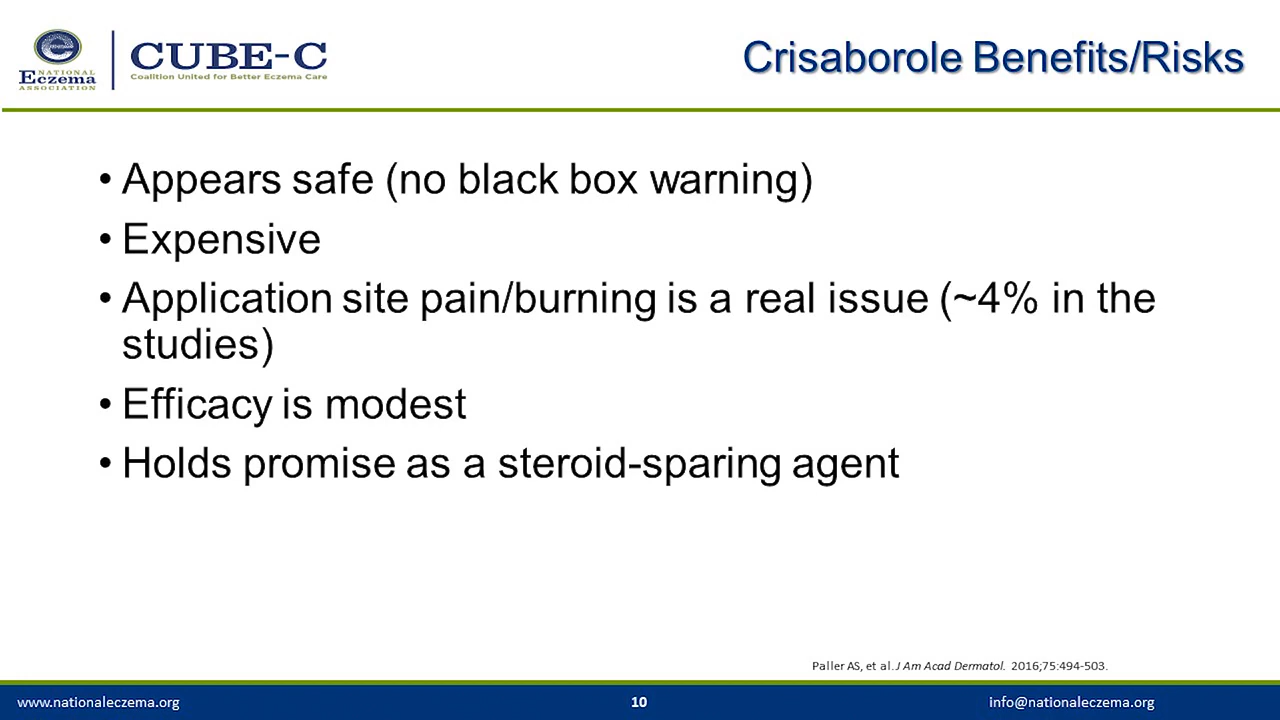 NATIONAL
Eczema
ASSOCIATION
CUBE-C
Coalition United for Better Eczema Care
Crisaborole Benefits/Risks
• Appears safe (no black box warning)
• Expensive
• Application site pain/burning is a real issue (~4% in the
studies)
• Efficacy is modest
• Holds promise as a steroid-sparing agent
Paller AS, et al. J Am Acad Dermatol. 2016;75:494-503.
www.nationaleczema.org
10
info@nationaleczema.org